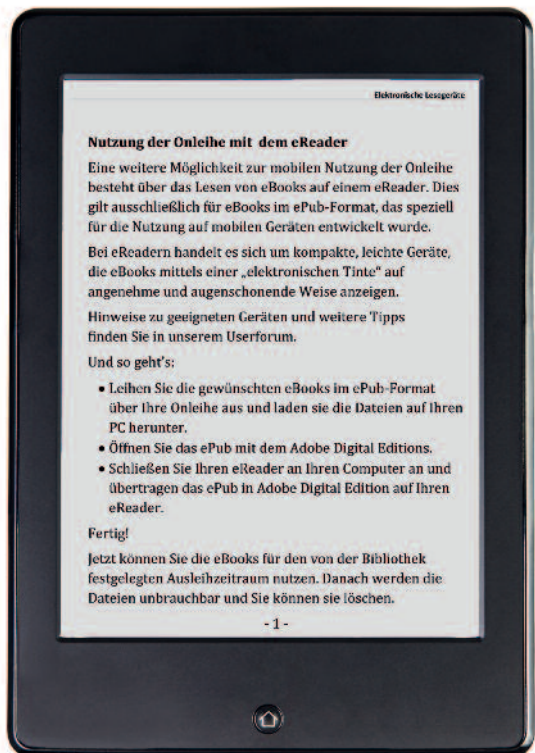 Elektronische Lesegeräte
Nutzung der Onleihe mit dem eReader
Eine weitere Möglichkeit zur mobilen Nutzung der Onleihe
besteht über das Lesen von eBooks auf einem eReader. Dies
gilt ausschließlich für eBooks im ePub-Format, das speziell
für die Nutzung auf mobilen Geräten entwickelt wurde.
Bei eReadern handelt es sich um kompakte, leichte Geräte,
die eBooks mittels einer „elektronischen Tinte“ auf
angenehme und augenschonende Weise anzeigen.
Hinweise zu geeigneten Geräten und weitere Tipps
finden Sie in unserem Userforum.
Und so geht's:
• Leihen Sie die gewünschten eBooks im ePub-Format
über Ihre Onleihe aus und laden sie die Dateien auf Ihren
PC herunter.
• Öffnen Sie das ePub mit dem Adobe Digital Editions.
• Schließen Sie Ihren eReader an Ihren Computer an und
übertragen das ePub in Adobe Digital Edition auf Ihren
eReader.
Fertig!
Jetzt können Sie die eBooks für den von der Bibliothek
festgelegten Ausleihzeitraum nutzen. Danach werden die
Dateien unbrauchbar und Sie können sie löschen.
- 1 -